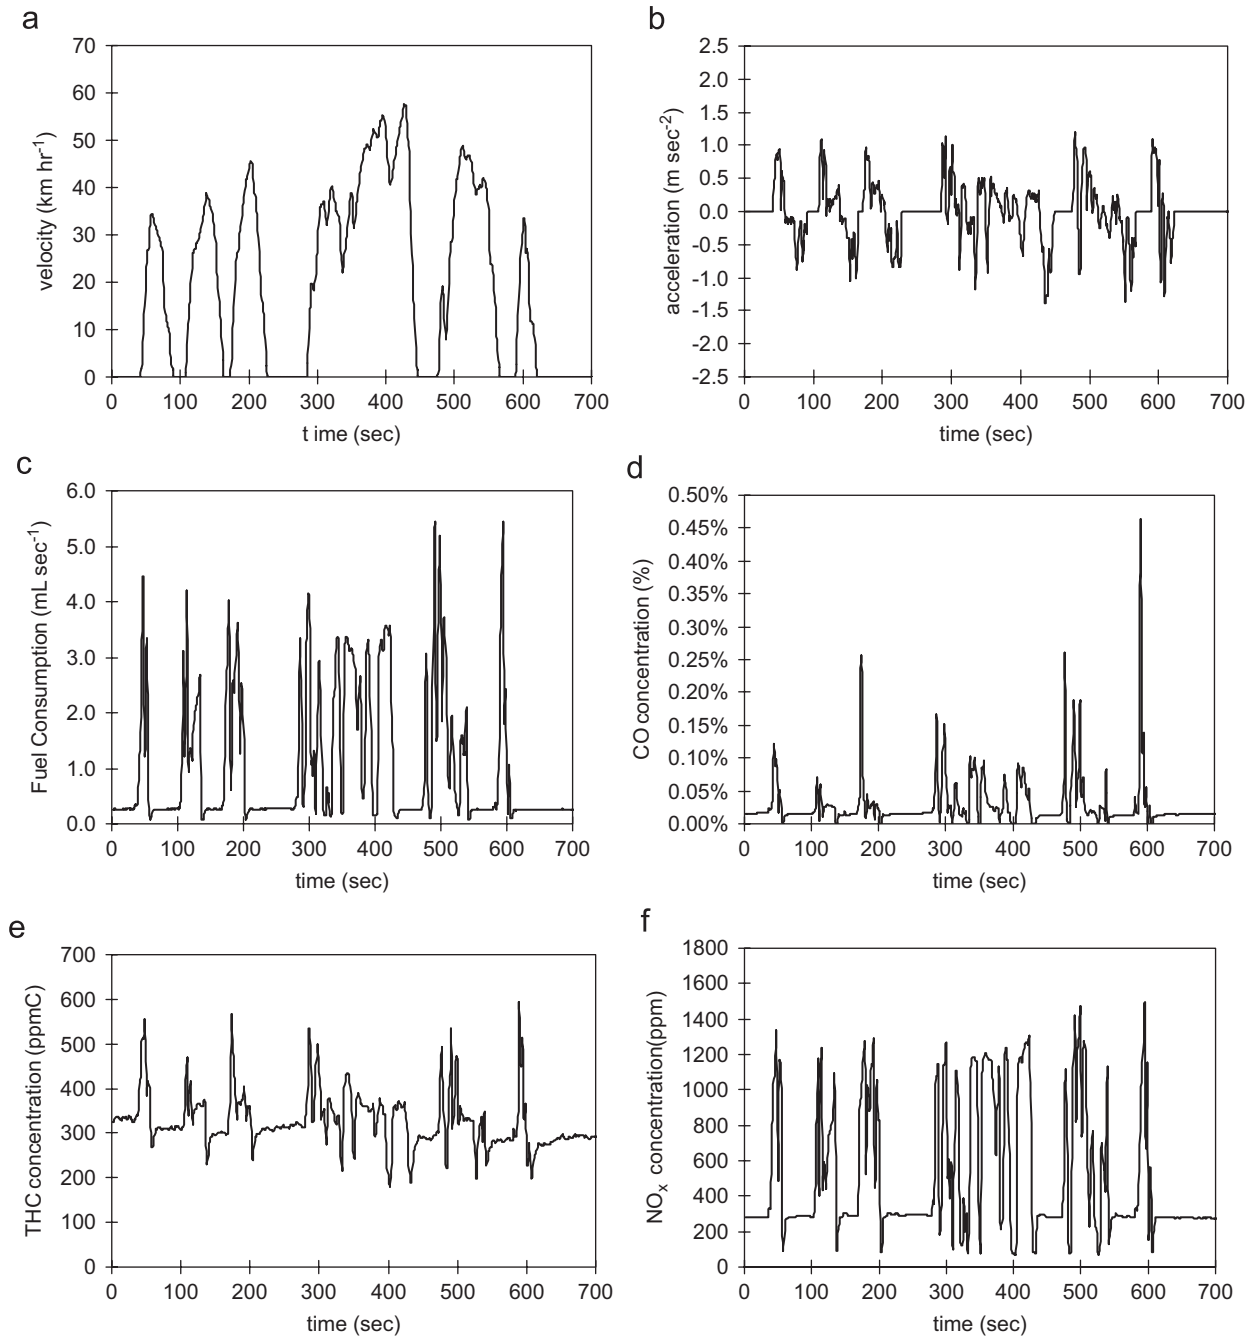 a
70
60
50
40
30
20
10
0
velocity (km hr-1)
0 100 200 300 400 500 600 700
t ime (sec)
b
2.5
2.0
1.5
1.0
0.5
0.0
-0.5
-1.0
-1.5
-2.0
-2.5
acceleration (m sec-2)
0 100 200 300 400 500 600 700
time (sec)
c
6.0
5.0
4.0
3.0
2.0
1.0
0.0
Fuel Consumption (mL sec-1)
0 100 200 300 400 500 600 700
time (sec)
d
0.50%
0.45%
0.40%
0.35%
0.30%
0.25%
0.20%
0.15%
0.10%
0.05%
0.00%
CO concentration (%)
0 100 200 300 400 500 600 700
time (sec)
e
700
600
500
400
300
200
100
0
THC concentration (ppmC)
0 100 200 300 400 500 600 700
time (sec)
f
1800
1600
1400
1200
1000
800
600
400
200
0
NOx concentration(ppm)
0 100 200 300 400 500 600 700
time (sec)